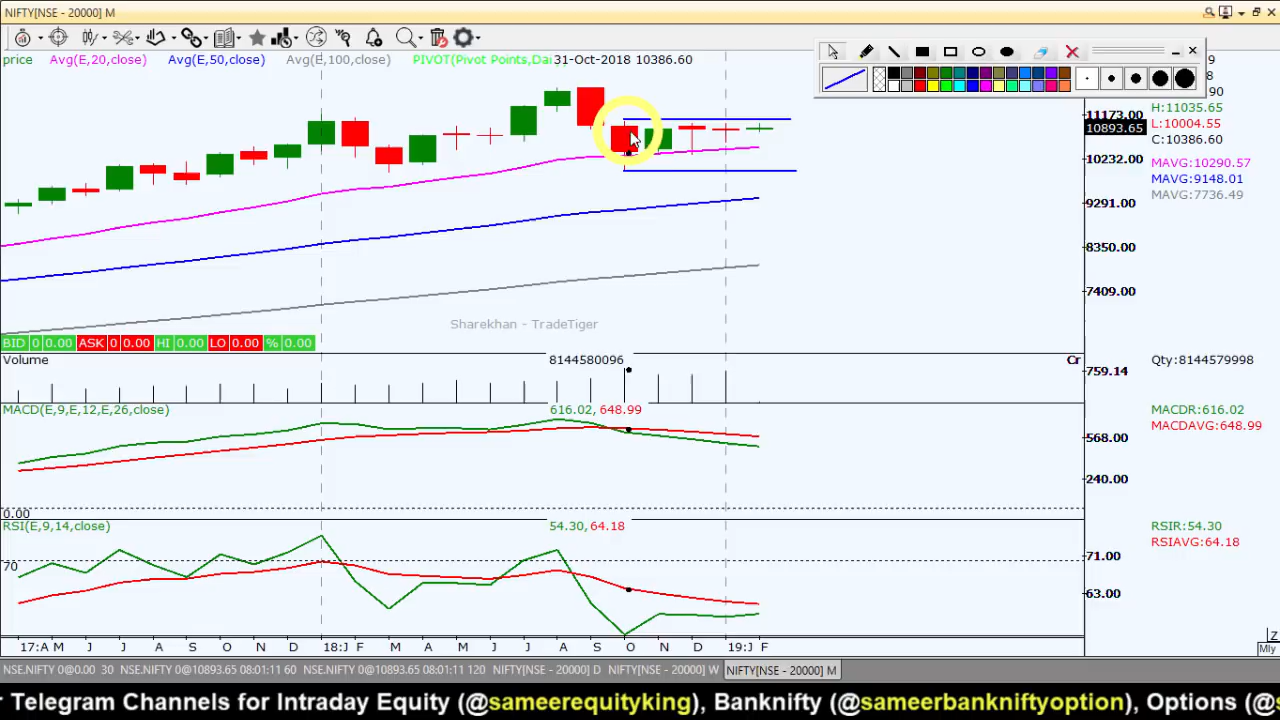 NIFTY[NSE - 20000] M
price Avg(E,20,close) Avg(E,50,close) Avg(E,100,close) PIVOT(Pivot Points,Dai 31-Oct-2018 10386.60
9
8
90
H:11035.65
11173.00
L:10004.55
10893.65
C:10386.60
10232.00
MAVG:10290.57
MAVG:9148.01
MAVG:7736.49
9291.00
8350.00
7409.00
Sharekhan - TradeTiger
BID 0 0.00 ASK 0 0.00 HI 0.00 LO 0.00 % 0.00
Volume 8144580096 Cr Qty:8144579998
759.14
MACD(E,9,E,12,E,26,close) 616.02, 648.99 MACDR:616.02
MACDAVG:648.99
568.00
240.00
0.00
RSI(E,9,14,close) 54.30, 64.18 RSIR:54.30
RSIAVG:64.18
71.00
70
63.00
17:A M J J A S O N D 18:J F M A M J J A S O N D 19:J F Z
Mly
NSE.NIFTY 0@0.00 30 NSE.NIFTY 0@10893.65 08:01:11 60 NSE.NIFTY 0@10893.65 08:01:11 120 NIFTY[NSE - 20000] D NIFTY[NSE - 20000] W NIFTY[NSE - 20000] M
r Telegram Channels for Intraday Equity (@sameerequityking), Banknifty (@sameerbankniftyoption), Options (@s